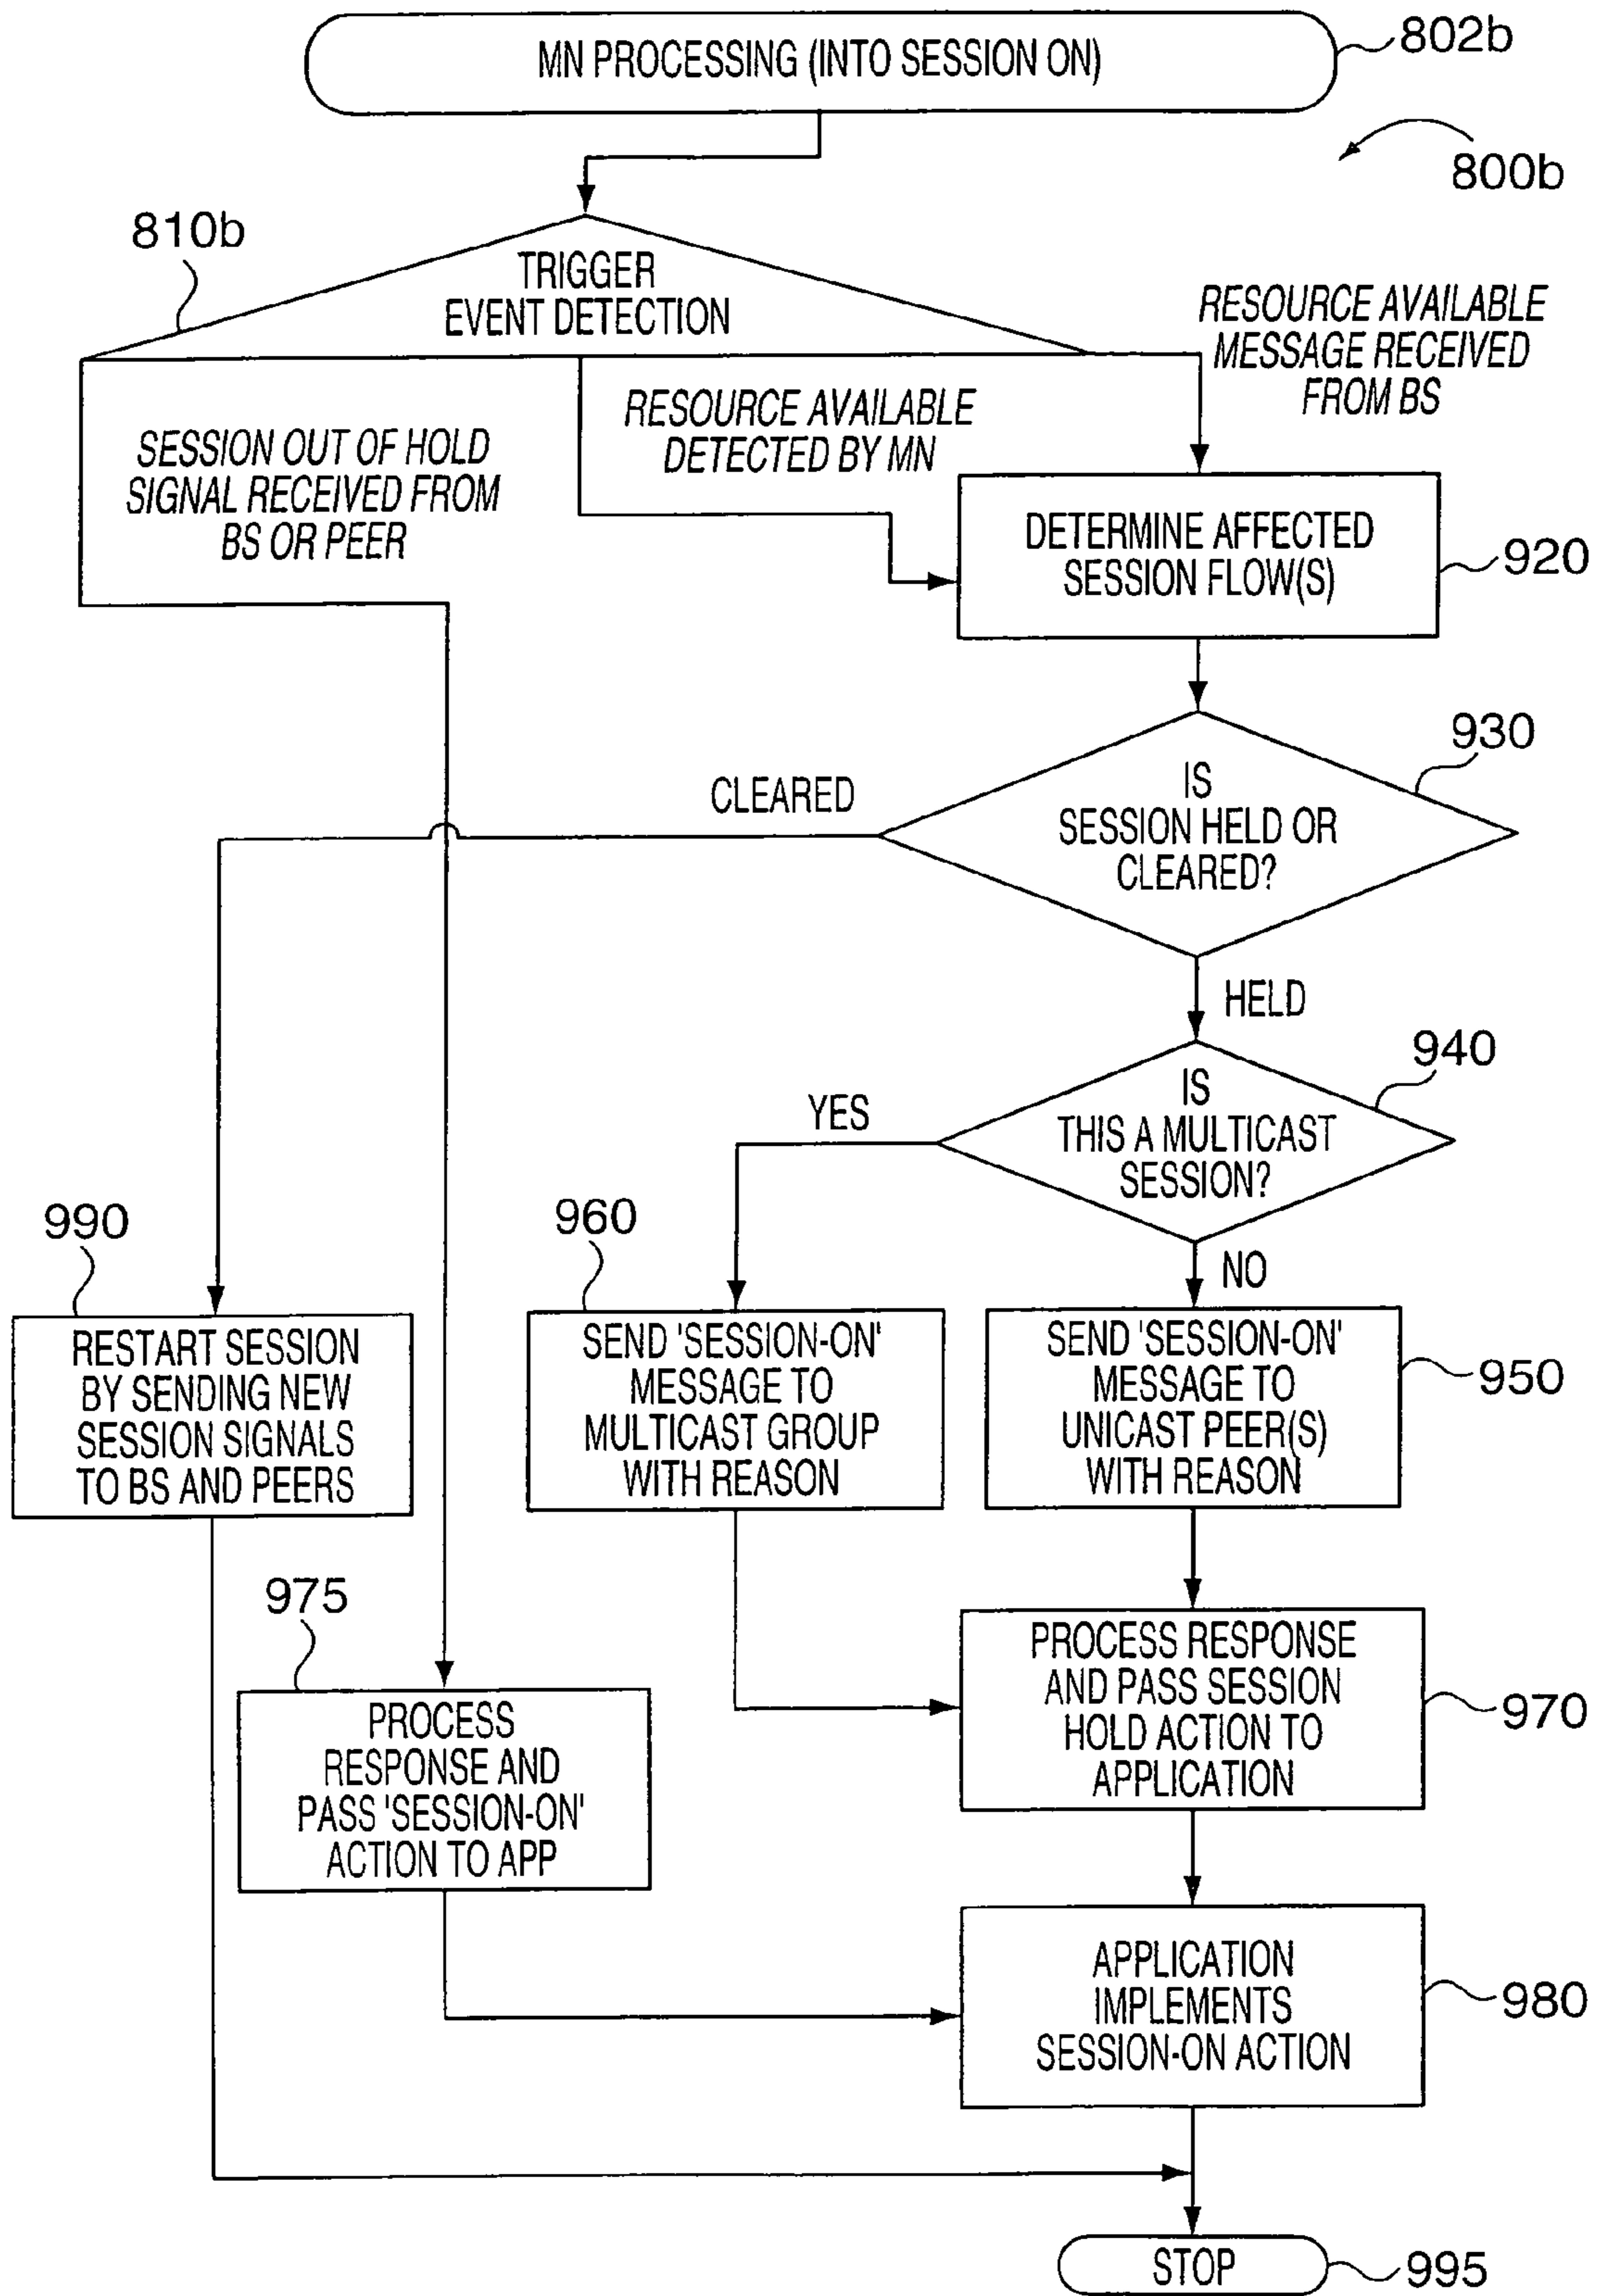 MN PROCESSING (INTO SESSION ON)
802b
800b
810b
TRIGGER
EVENT DETECTION
RESOURCE AVAILABLE
MESSAGE RECEIVED
FROM BS
RESOURCE AVAILABLE
DETECTED BY MN
SESSION OUT OF HOLD
SIGNAL RECEIVED FROM
BS OR PEER
DETERMINE AFFECTED
SESSION FLOW(S)
920
930
IS
SESSION HELD OR
CLEARED?
CLEARED
HELD
940
IS
THIS A MULTICAST
SESSION?
YES
NO
990
RESTART SESSION
BY SENDING NEW
SESSION SIGNALS
TO BS AND PEERS
960
SEND 'SESSION-ON'
MESSAGE TO
MULTICAST GROUP
WITH REASON
SEND 'SESSION-ON'
MESSAGE TO
UNICAST PEER(S)
WITH REASON
950
975
PROCESS
RESPONSE AND
PASS 'SESSION-ON'
ACTION TO APP
PROCESS RESPONSE
AND PASS SESSION
HOLD ACTION TO
APPLICATION
970
APPLICATION
IMPLEMENTS
SESSION-ON ACTION
980
STOP
995